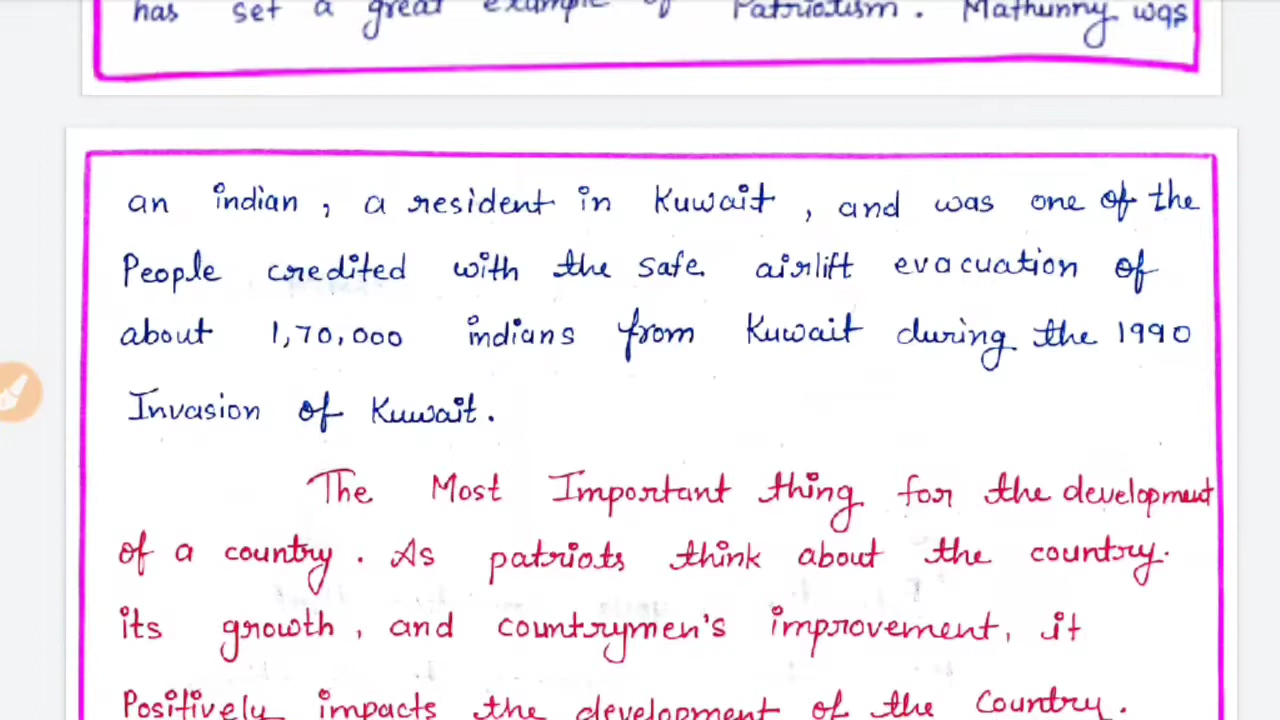 has set a great example of Patriotism. Mathunny was
an indian, a resident in Kuwait, and was one of the
People credited with the safe airlift evacuation of
about 1,70,000 indians from Kuwait during the 1990
Invasion of Kuwait.
The Most Important thing for the development
of a country. As patriots think about the country.
its growth, and countrymen's improvement, it
Positively impacts the development of the Country.